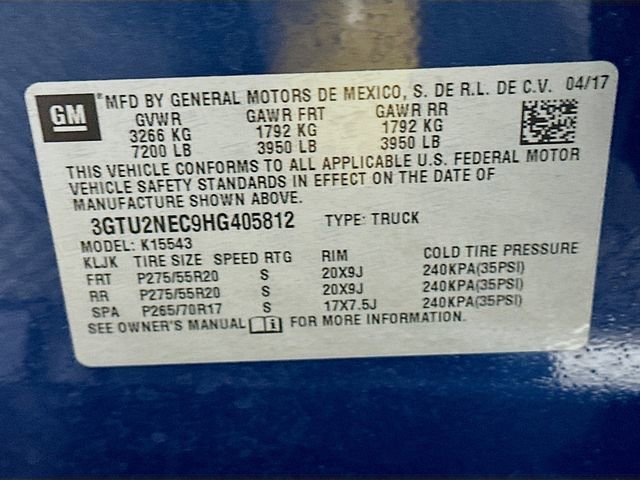 GM MFD BY GENERAL MOTORS DE MEXICO, S. DE R.L. DE C.V. 04/17
GVWR GAWR FRT GAWR RR
3266 KG 1792 KG 1792 KG
7200 LB 3950 LB 3950 LB
THIS VEHICLE CONFORMS TO ALL APPLICABLE U.S. FEDERAL MOTOR
VEHICLE SAFETY STANDARDS IN EFFECT ON THE DATE OF
MANUFACTURE SHOWN ABOVE.
3GTU2NEC9HG405812 TYPE: TRUCK
MODEL: K15543
KLJK TIRE SIZE SPEED RTG RIM COLD TIRE PRESSURE
FRT P275/55R20 S 20X9J 240KPA(35PSI)
RR P275/55R20 S 20X9J 240KPA(35PSI)
SPA P265/70R17 S 17X7.5J 240KPA(35PSI)
SEE OWNER'S MANUAL i FOR MORE INFORMATION.